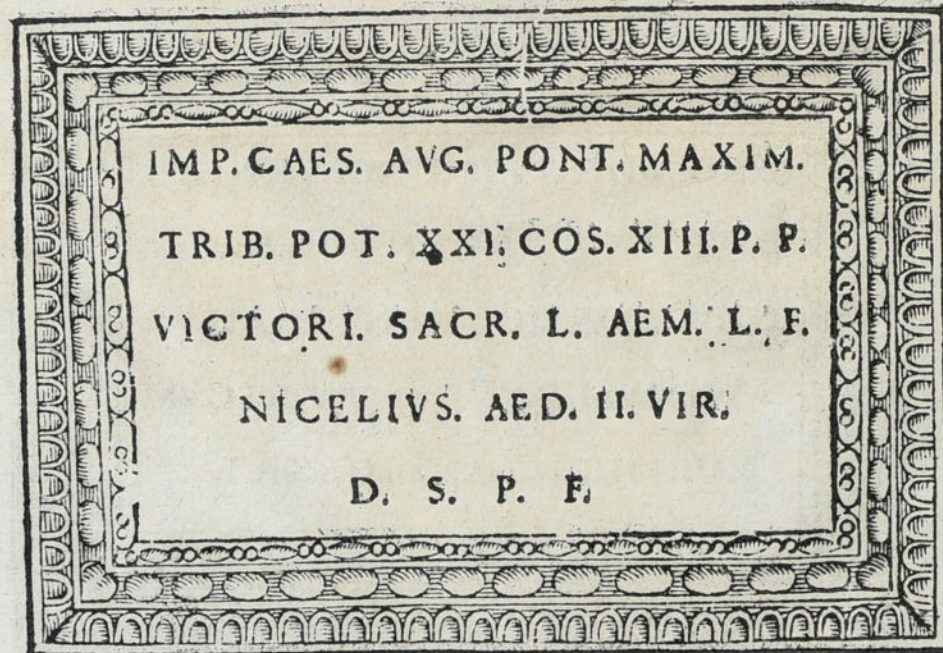 IMP. CAES. AVG. PONT. MAXIM.
TRIB. POT. XXI. COS. XIII. P. P.
VICTORI. SACR. L. AEM. L. F.
NICELIVS. AED. II. VIR.
D. S. P. F.